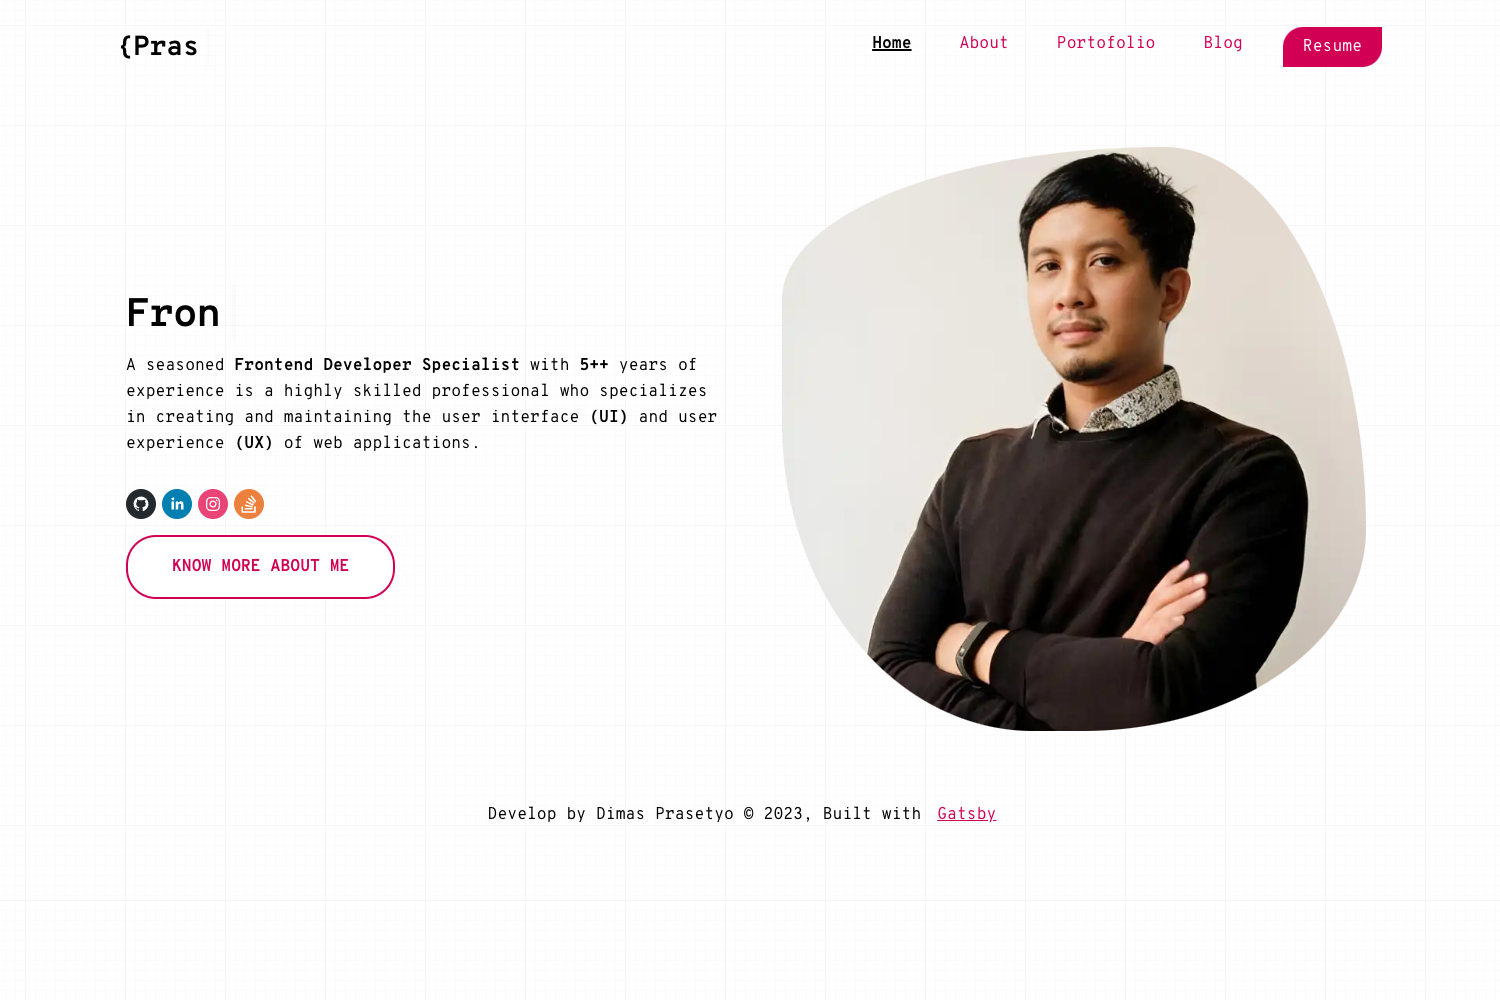 {Pras
Home About Portofolio Blog Resume
Fron
A seasoned Frontend Developer Specialist with 5++ years of
experience is a highly skilled professional who specializes
in creating and maintaining the user interface (UI) and user
experience (UX) of web applications.
in
KNOW MORE ABOUT ME
Develop by Dimas Prasetyo © 2023, Built with Gatsby